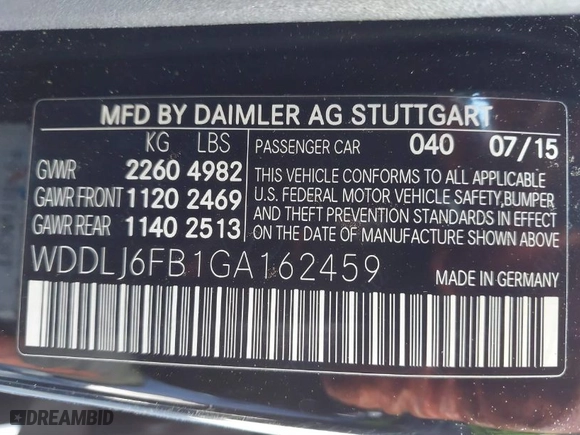 MFD BY DAIMLER AG STUTTGART
KG LBS PASSENGER CAR 040 07/15
GVWR 2260 4982
GAWR FRONT 1120 2469
GAWR REAR 1140 2513
THIS VEHICLE CONFORMS TO ALL APPLICABLE
U.S. FEDERAL MOTOR VEHICLE SAFETY,BUMPER
AND THEFT PREVENTION STANDARDS IN EFFECT
ON THE DATE OF MANUFACTURE SHOWN ABOVE
WDDLJ6FB1GA162459 MADE IN GERMANY
DREAMBID